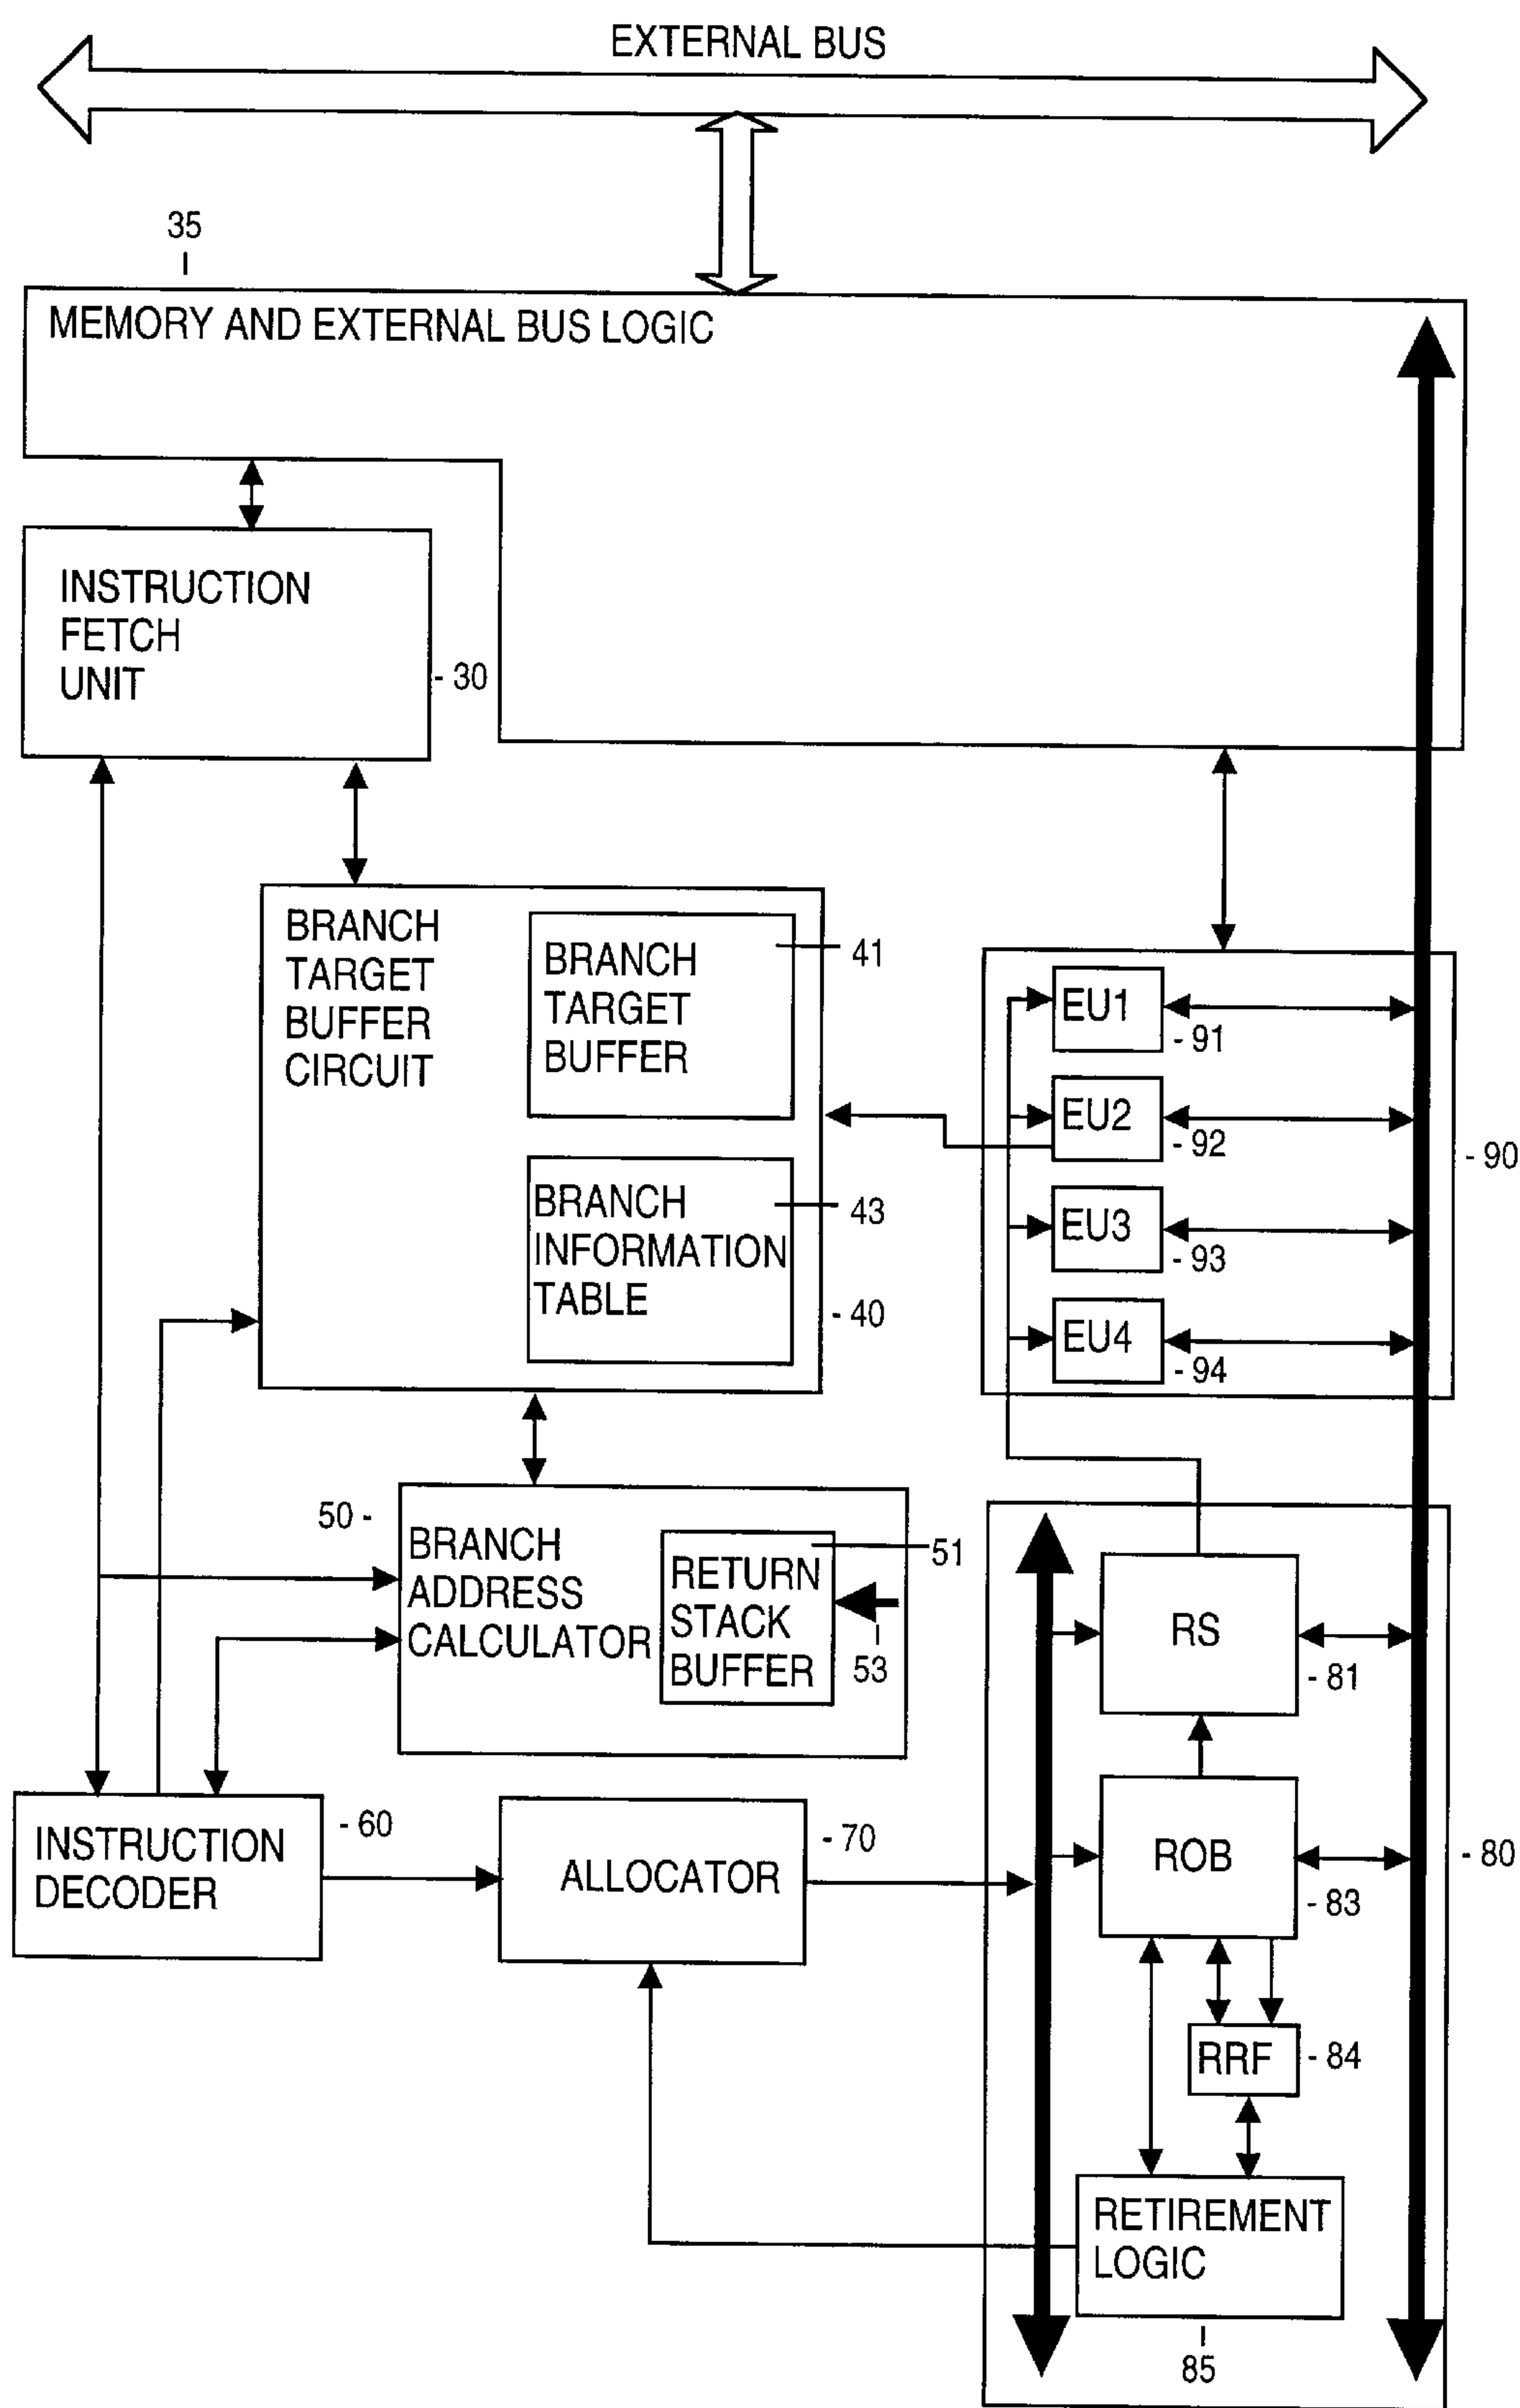 EXTERNAL BUS
35
MEMORY AND EXTERNAL BUS LOGIC
INSTRUCTION
FETCH
UNIT
- 30
BRANCH
TARGET
BUFFER
CIRCUIT
BRANCH
TARGET
BUFFER
41
BRANCH
INFORMATION
TABLE
43
- 40
EU1
- 91
EU2
- 92
EU3
- 93
EU4
- 94
- 90
50 -
BRANCH
ADDRESS
CALCULATOR
RETURN
STACK
BUFFER
51
53
RS
- 81
INSTRUCTION
DECODER
- 60
ALLOCATOR
- 70
ROB
- 83
- 80
RRF
- 84
RETIREMENT
LOGIC
85